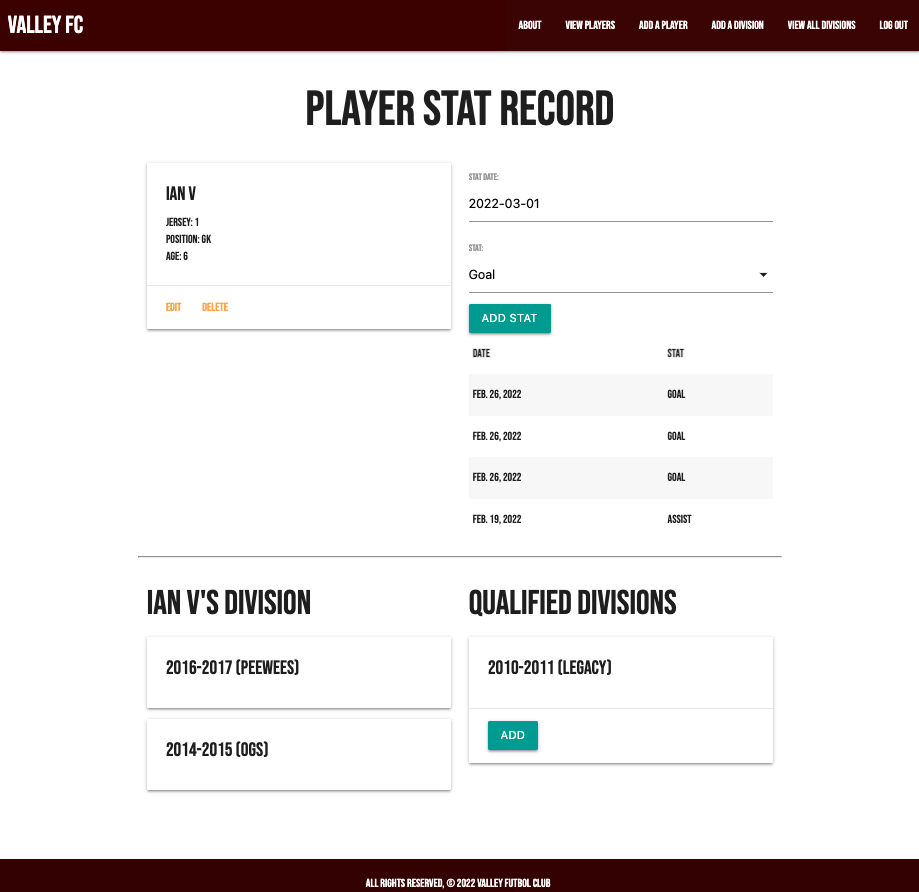 VALLEY FC
ABOUT VIEW PLAYERS ADD A PLAYER ADD A DIVISION VIEW ALL DIVISIONS LOG OUT
PLAYER STAT RECORD
IAN V
JERSEY: 1
POSITION: GK
AGE: 6
EDIT DELETE
STAT DATE:
2022-03-01
STAT:
Goal
ADD STAT
DATE STAT
FEB. 26, 2022 GOAL
FEB. 26, 2022 GOAL
FEB. 26, 2022 GOAL
FEB. 19, 2022 ASSIST
IAN V'S DIVISION
2016-2017 (PEEWEES)
2014-2015 (OGS)
QUALIFIED DIVISIONS
2010-2011 (LEGACY)
ADD
ALL RIGHTS RESERVED, © 2022 VALLEY FUTBOL CLUB